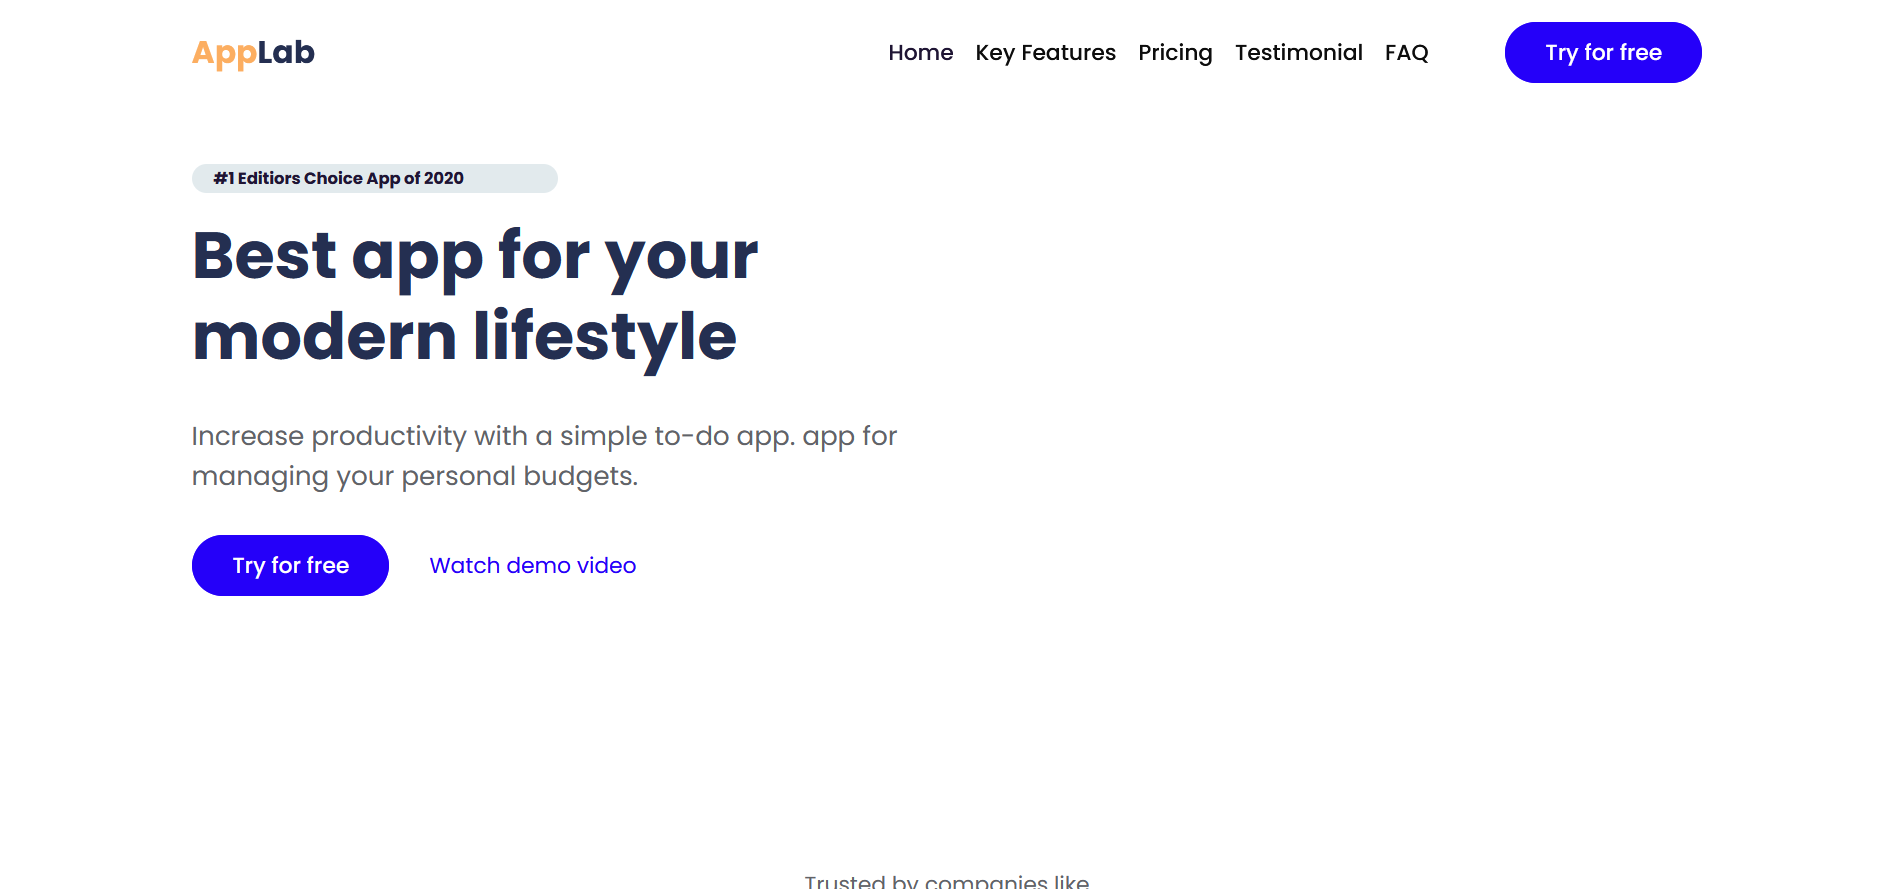 AppLab
Home Key Features Pricing Testimonial FAQ Try for free
#1 Editiors Choice App of 2020
Best app for your
modern lifestyle
Increase productivity with a simple to-do app. app for
managing your personal budgets.
Try for free Watch demo video
Trusted by companies like